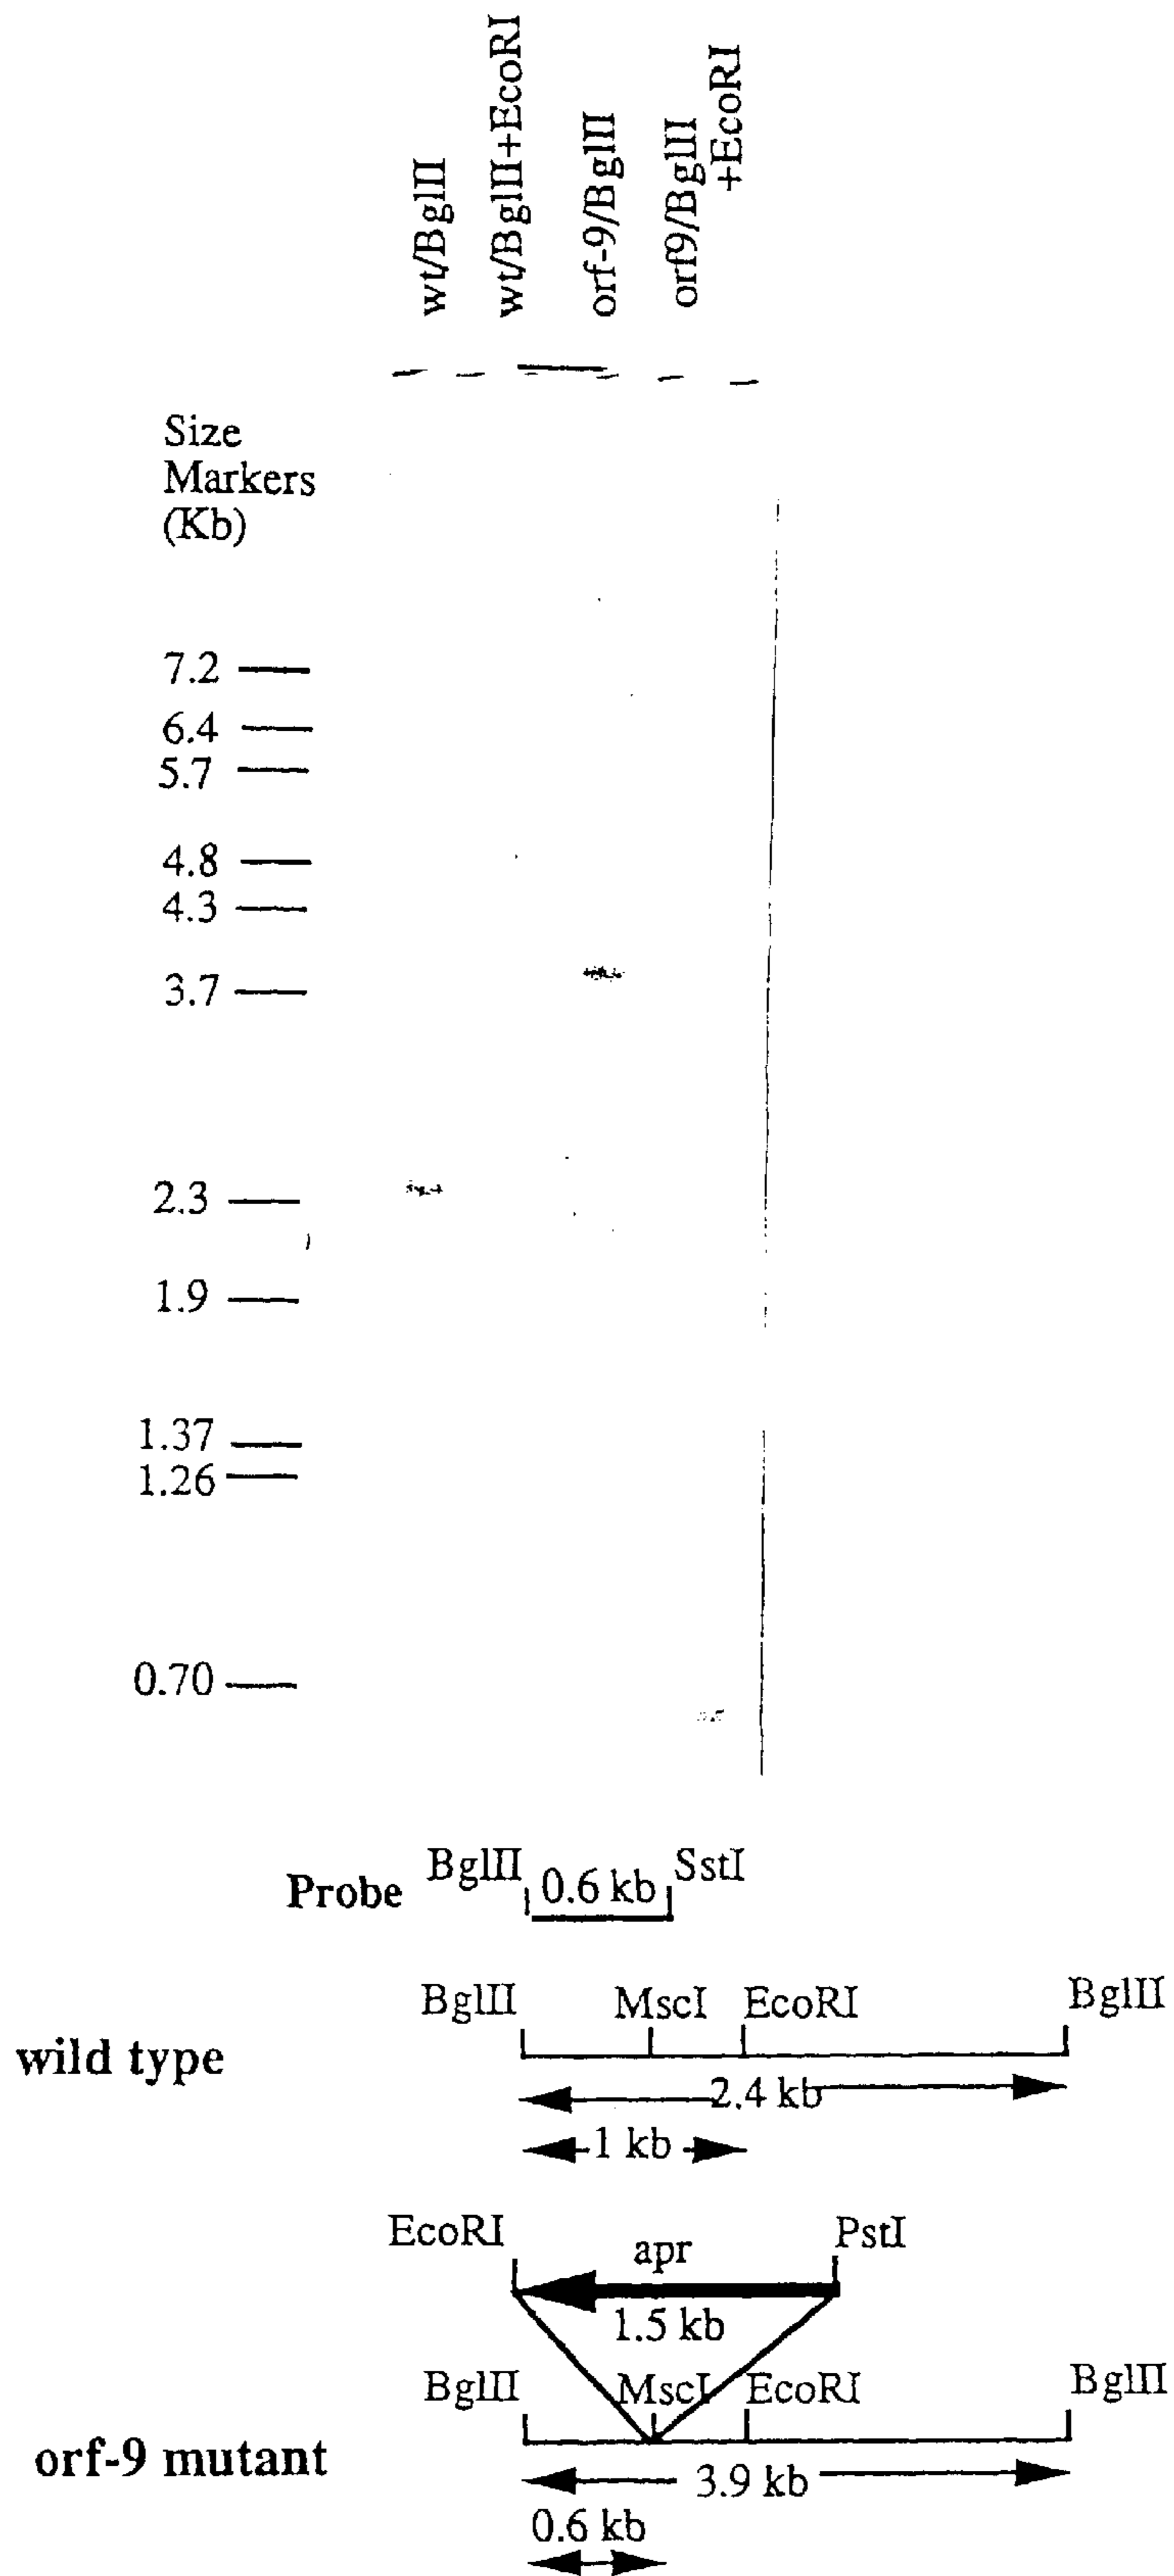 wt/BglII
wt/BglII+EcoRI
orf-9/BglII
orf9/BglII
+EcoRI
Size
Markers
(Kb)
7.2
6.4
5.7
4.8
4.3
3.7
2.3
1.9
1.37
1.26
0.70
Probe BglII 0.6 kb SstI
BglII MscI EcoRI BglII
wild type
2.4 kb
1 kb
EcoRI apr PstI
1.5 kb
BglII MscI EcoRI BglII
orf-9 mutant
3.9 kb
0.6 kb